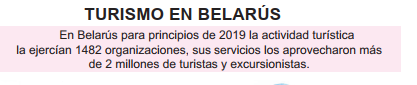 TURISMO EN BELARÚS
En Belarús para principios de 2019 la actividad turística
la ejercían 1482 organizaciones, sus servicios los aprovecharon más
de 2 millones de turistas y excursionistas.